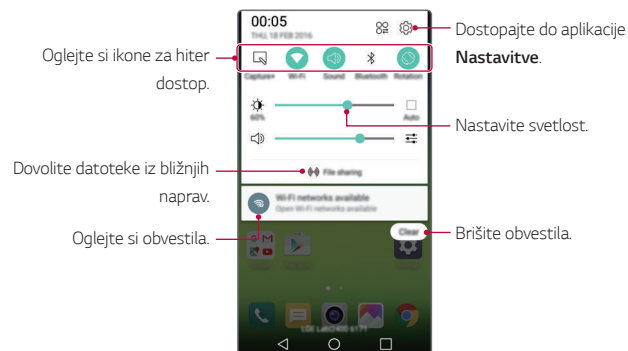 00:05
THU, 18 FEB 2016
Dostopajte do aplikacije
Nastavitve.
Oglejte si ikone za hiter
dostop.
Capture+ Wi-Fi Sound Bluetooth Rotation
60% Auto
Nastavite svetlost.
Dovolite datoteke iz bližnjih
naprav.
File sharing
Wi-Fi networks available
Open Wi-Fi networks available
Oglejte si obvestila.
Clear
Brišite obvestila.